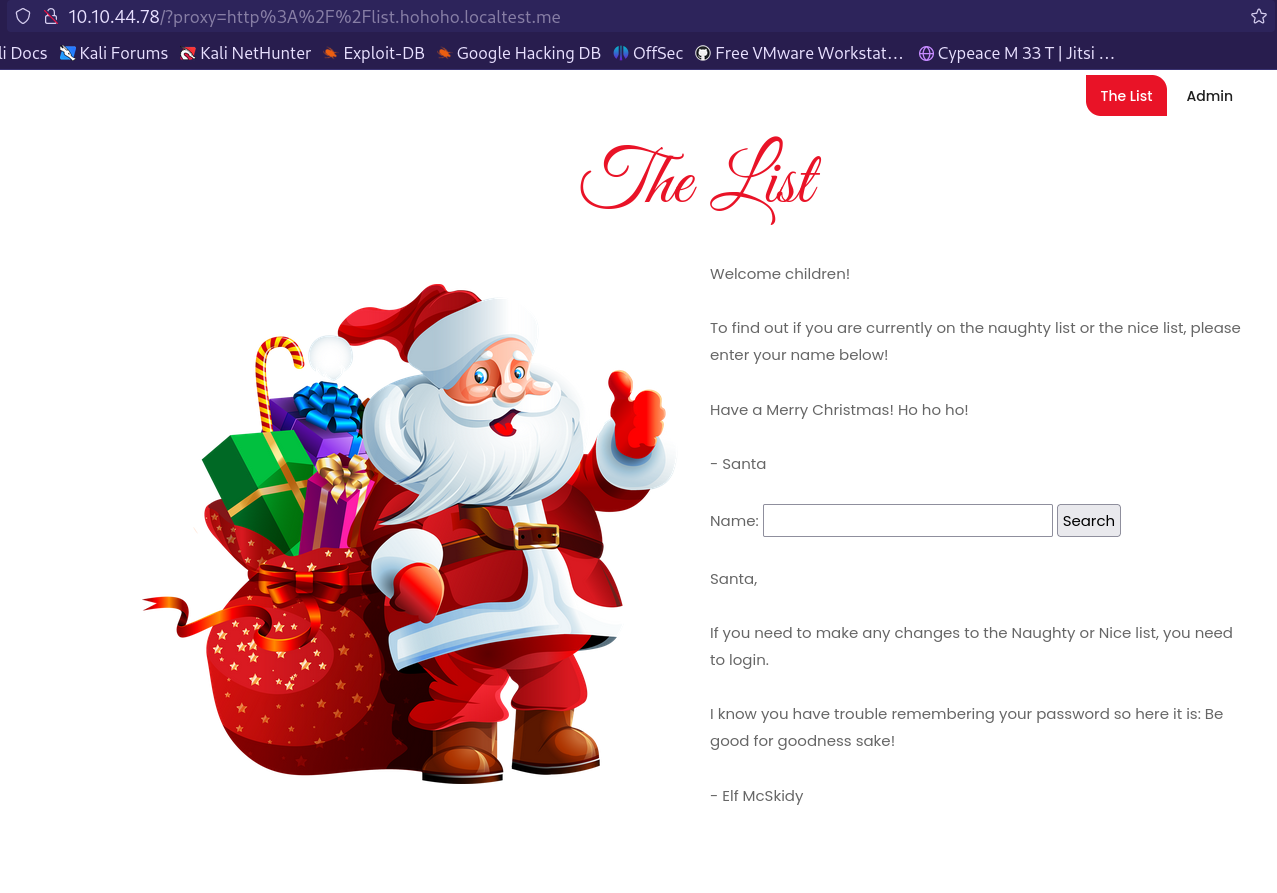 10.10.44.78/?proxy=http%3A%2F%2Flist.hohoho.localtest.me
li Docs Kali Forums Kali NetHunter Exploit-DB Google Hacking DB OffSec Free VMware Workstat… Cypeace M 33 T | Jitsi …
The List Admin
The List
Welcome children!
To find out if you are currently on the naughty list or the nice list, please
enter your name below!
Have a Merry Christmas! Ho ho ho!
- Santa
Name: Search
Santa,
If you need to make any changes to the Naughty or Nice list, you need
to login.
I know you have trouble remembering your password so here it is: Be
good for goodness sake!
- Elf McSkidy